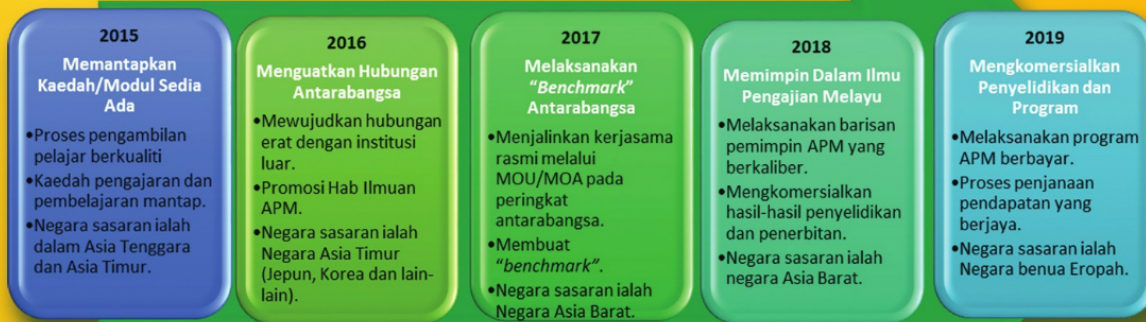 2015
Memantapkan
Kaedah/Modul Sedia
Ada
•Proses pengambilan
pelajar berkualiti
•Kaedah pengajaran dan
pembelajaran mantap.
•Negara sasaran ialah
dalam Asia Tenggara
dan Asia Timur.
2016
Menguatkan Hubungan
Antarabangsa
•Mewujudkan hubungan
erat dengan institusi
luar.
•Promosi Hab Ilmuan
APM.
•Negara sasaran ialah
Negara Asia Timur
(Jepun, Korea dan lain-
lain).
2017
Melaksanakan
“Benchmark”
Antarabangsa
•Menjalinkan kerjasama
rasmi melalui
MOU/MOA pada
peringkat
antarabangsa.
•Membuat
“benchmark”.
•Negara sasaran ialah
Negara Asia Barat.
2018
Memimpin Dalam Ilmu
Pengajian Melayu
•Melaksanakan barisan
pemimpin APM yang
berkaliber.
•Mengkomersialkan
hasil-hasil penyelidikan
dan penerbitan.
•Negara sasaran ialah
negara Asia Barat.
2019
Mengkomersialkan
Penyelidikan dan
Program
•Melaksanakan program
APM berbayar.
•Proses penjanaan
pendapatan yang
berjaya.
•Negara sasaran ialah
Negara benua Eropah.